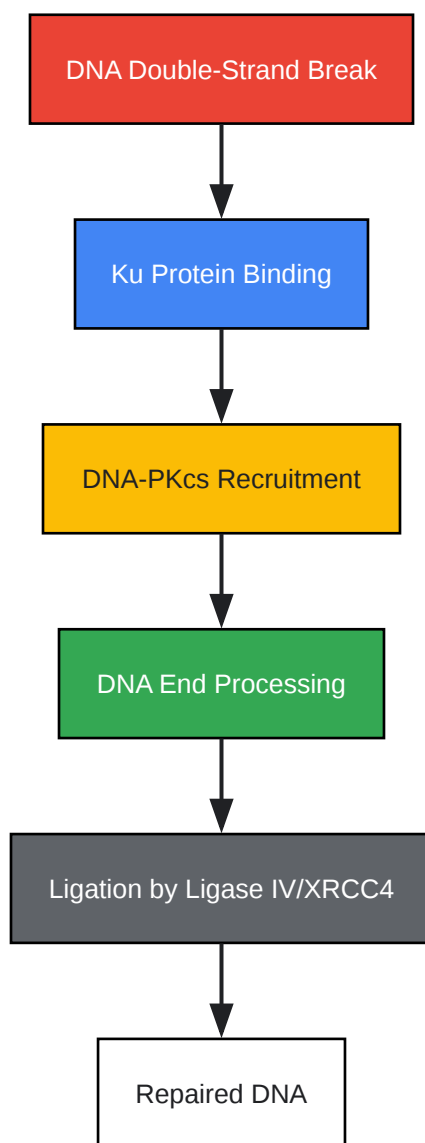 DNA Double-Strand Break
Ku Protein Binding
DNA-PKcs Recruitment
DNA End Processing
Ligation by Ligase IV/XRCC4
Repaired DNA